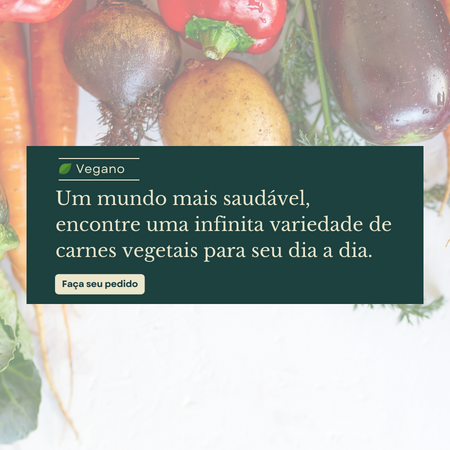 Vegano
Um mundo mais saudável,
encontre uma infinita variedade de
carnes vegetais para seu dia a dia.
Faça seu pedido